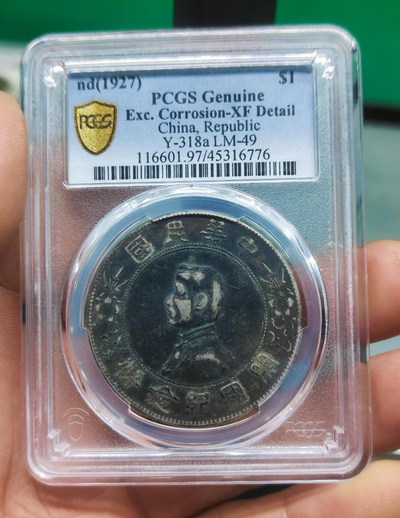 nd(1927) $1
PCGS Genuine
PCGS
Exc. Corrosion-XF Detail
China, Republic
Y-318a LM-49
116601.97/45316776
國民華中
幣念紀國開
PCGS